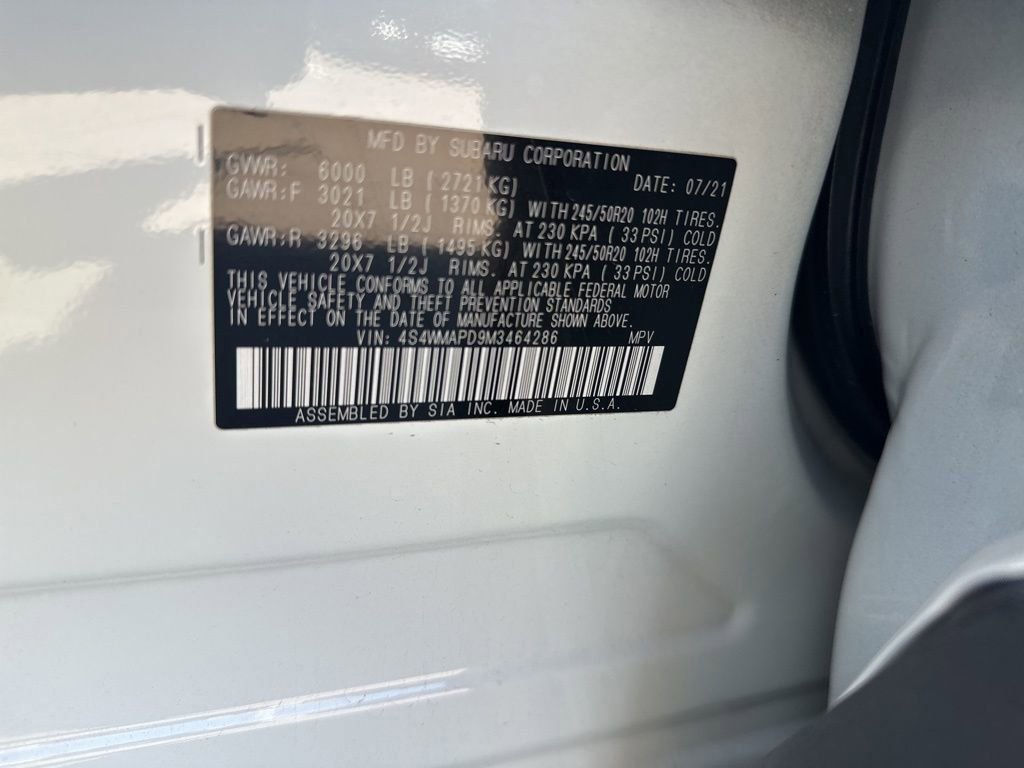 MFD BY SUBARU CORPORATION
GVWR: 6000 LB ( 2721 KG) DATE: 07/21
GAWR:F 3021 LB ( 1370 KG) WITH 245/50R20 102H TIRES.
20X7 1/2J RIMS. AT 230 KPA ( 33 PSI) COLD
GAWR:R 3296 LB ( 1495 KG) WITH 245/50R20 102H TIRES.
20X7 1/2J RIMS. AT 230 KPA ( 33 PSI) COLD
THIS VEHICLE CONFORMS TO ALL APPLICABLE FEDERAL MOTOR
VEHICLE SAFETY AND THEFT PREVENTION STANDARDS
IN EFFECT ON THE DATE OF MANUFACTURE SHOWN ABOVE.
VIN: 4S4WMAPD9M3464286 MPV
ASSEMBLED BY SIA INC. MADE IN U.S.A.